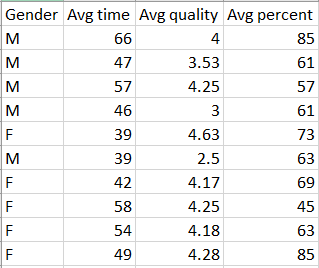 Gender Avg time Avg quality Avg percent
M 66 4 85
M 47 3.53 61
M 57 4.25 57
M 46 3 61
F 39 4.63 73
M 39 2.5 63
F 42 4.17 69
F 58 4.25 45
F 54 4.18 63
F 49 4.28 85